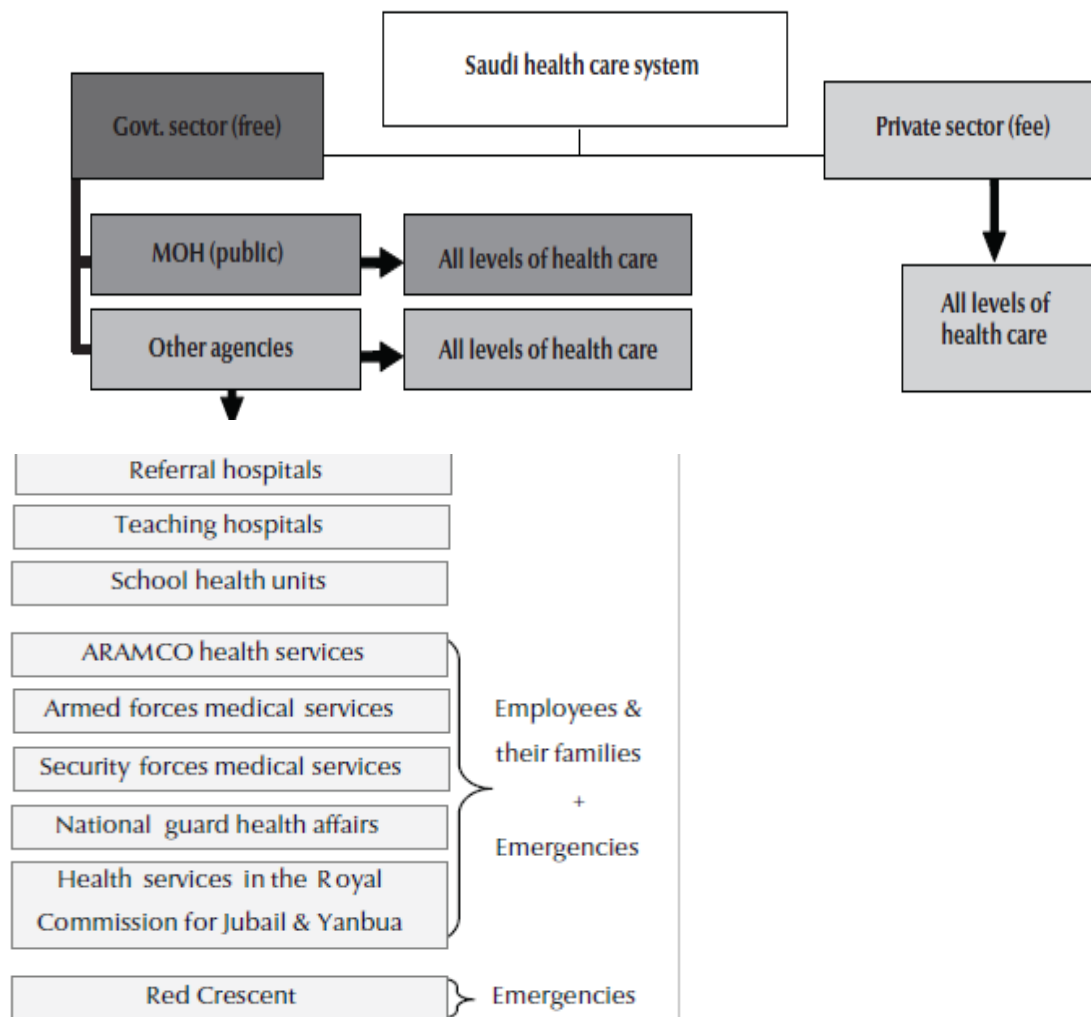 Saudi health care system
Govt. sector (free)
Private sector (fee)
MOH (public)
All levels of health care
Other agencies
All levels of health care
All levels of
health care
Referral hospitals
Teaching hospitals
School health units
ARAMCO health services
Armed forces medical services
Security forces medical services
National guard health affairs
Health services in the Royal
Commission for Jubail & Yanbua
Employees &
their families
+
Emergencies
Red Crescent
Emergencies